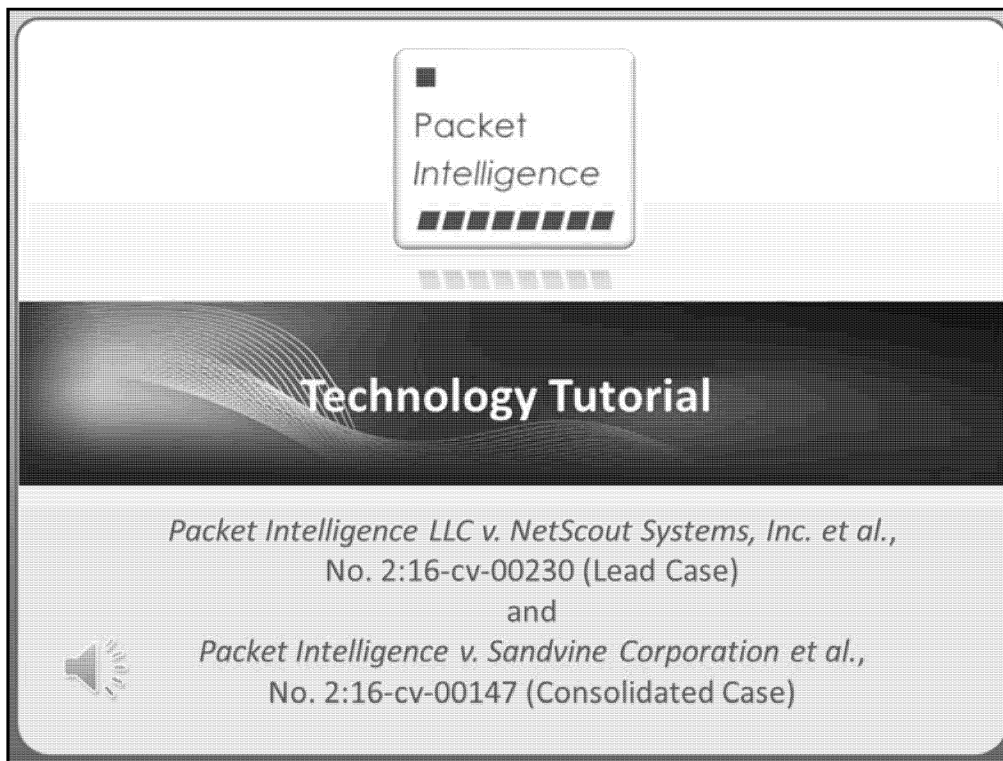 Packet
Intelligence
Technology Tutorial
Packet Intelligence LLC v. NetScout Systems, Inc. et al.,
No. 2:16-cv-00230 (Lead Case)
and
Packet Intelligence v. Sandvine Corporation et al.,
No. 2:16-cv-00147 (Consolidated Case)